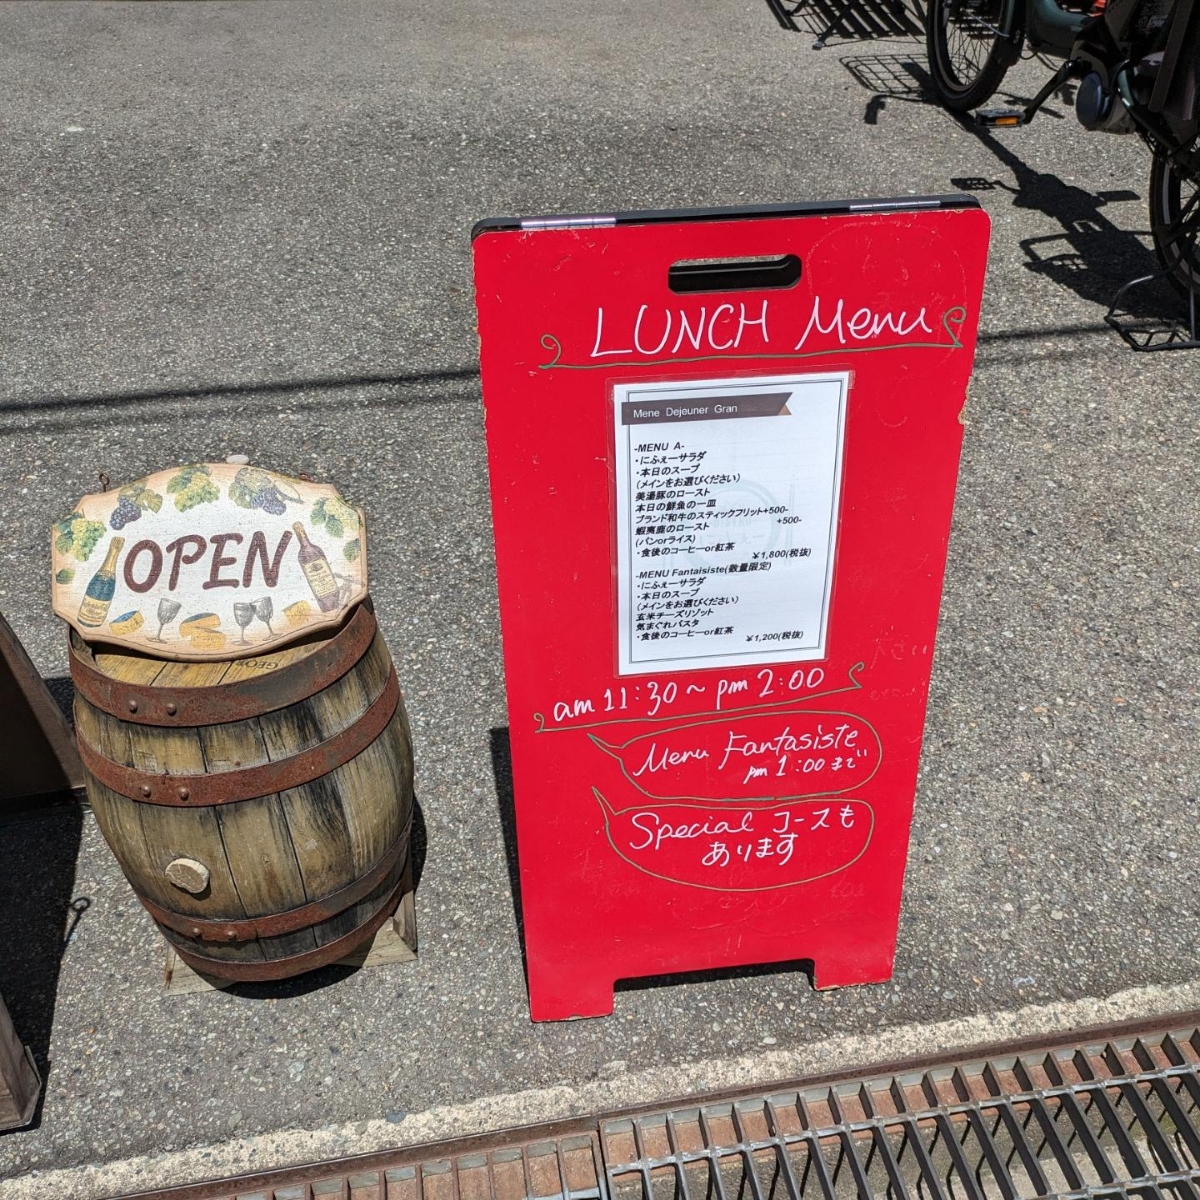 OPEN
GEO
LUNCH Menu
Mene Dejeuner Gran
-MENU A-
・にふぇーサラダ
・本日のスープ
(メインをお選びください)
美湯豚のロースト
本日の鮮魚の一皿
ブランド和牛のスティックフリット+500-
蝦夷鹿のロースト +500-
(パンorライス)
・食後のコーヒーor紅茶
￥1,800(税抜)
-MENU Fantaisiste(数量限定)
・にふぇーサラダ
・本日のスープ
(メインをお選びください)
玄米チーズリゾット
気まぐれパスタ
・食後のコーヒーor紅茶
￥1,200(税抜)
am 11:30～pm 2:00
Menu Fantasiste
pm 1:00まで
Special コースも
あります